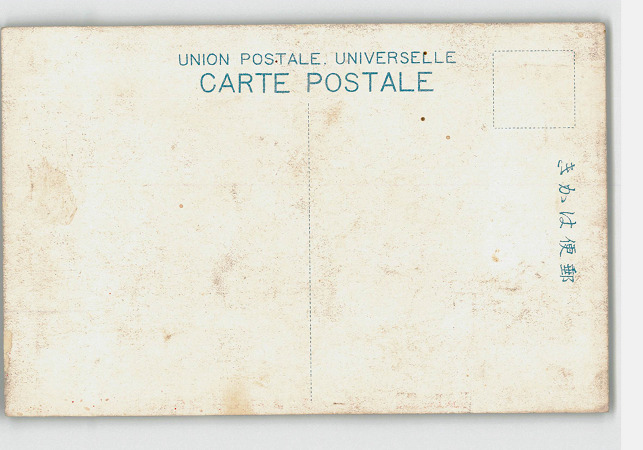 UNION POSTALE UNIVERSELLE
CARTE POSTALE
きかは便郵